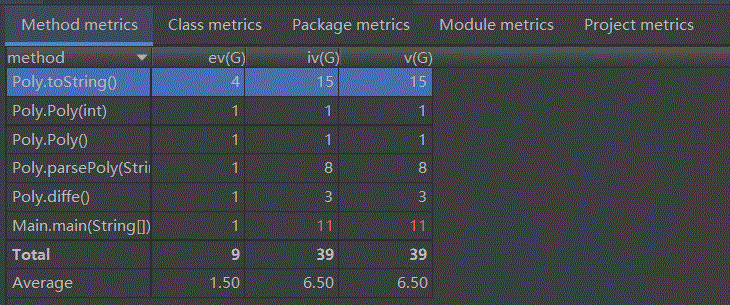 Method metrics Class metrics Package metrics Module metrics Project metrics
method ev(G) iv(G) v(G)
Poly.toString() 4 15 15
Poly.Poly(int) 1 1 1
Poly.Poly() 1 1 1
Poly.parsePoly(Strin 1 8 8
Poly.diffe() 1 3 3
Main.main(String[]) 1 11 11
Total 9 39 39
Average 1.50 6.50 6.50